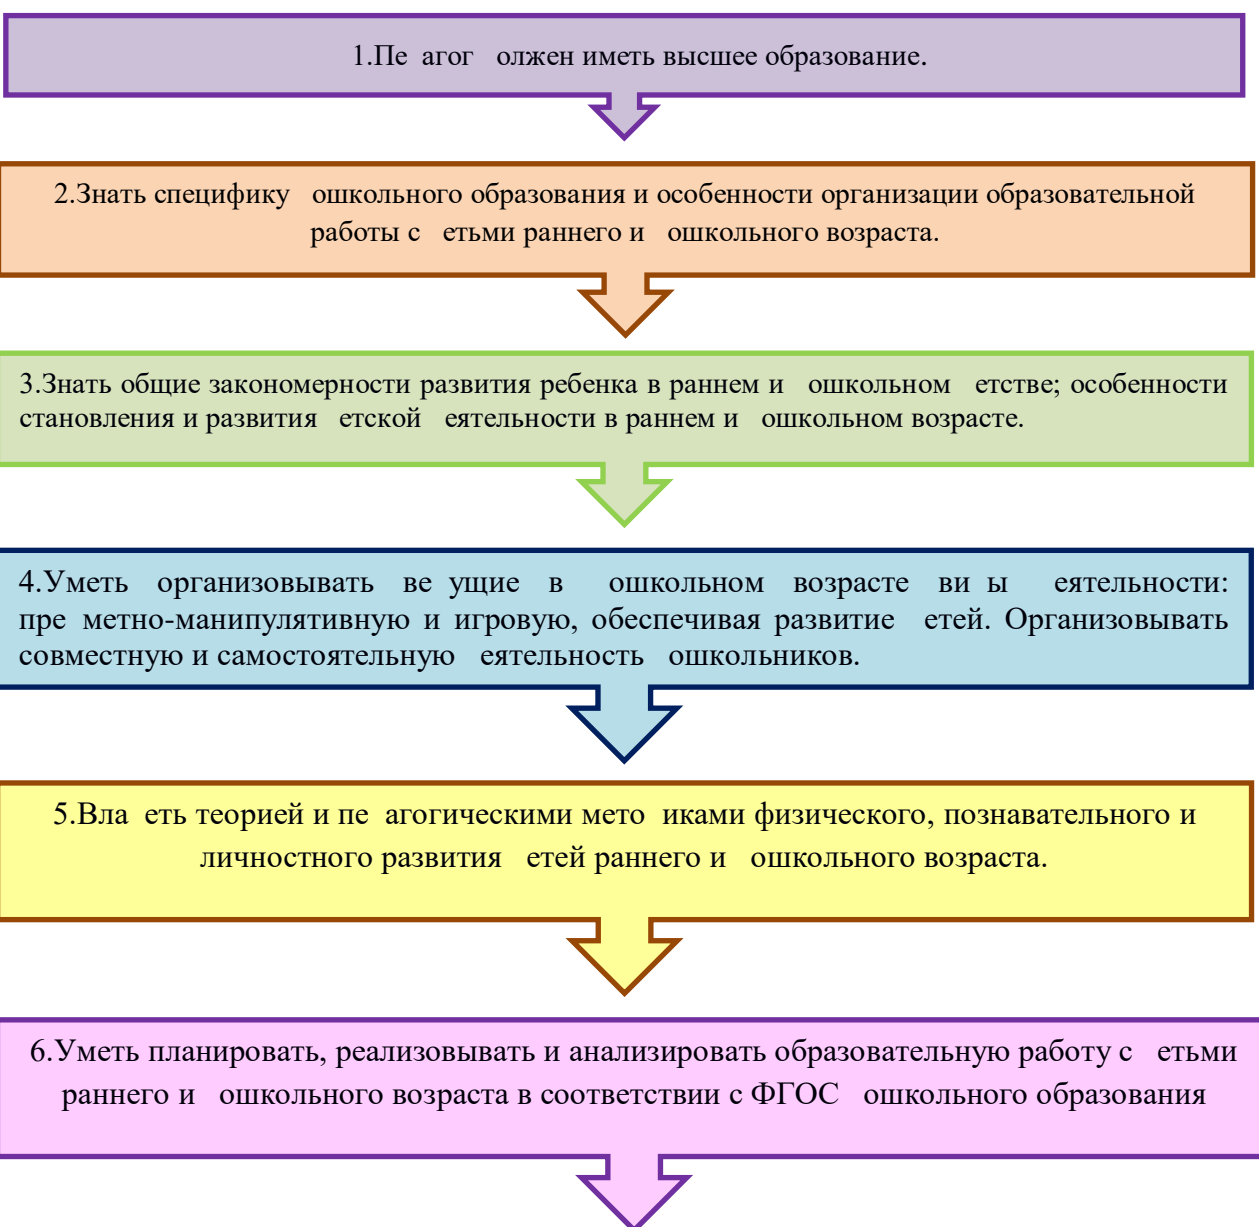 1.Пе агог олжен иметь высшее образование.
2.Знать специфику ошкольного образования и особенности организации образовательной
работы с етьми раннего и ошкольного возраста.
3.Знать общие закономерности развития ребенка в раннем и ошкольном етстве; особенности
становления и развития етской еятельности в раннем и ошкольном возрасте.
4.Уметь организовывать ве ущие в ошкольном возрасте ви ы еятельности:
пре метно-манипулятивную и игровую, обеспечивая развитие етей. Организовывать
совместную и самостоятельную еятельность ошкольников.
5.Вла еть теорией и пе агогическими мето иками физического, познавательного и
личностного развития етей раннего и ошкольного возраста.
6.Уметь планировать, реализовывать и анализировать образовательную работу с етьми
раннего и ошкольного возраста в соответствии с ФГОС ошкольного образования